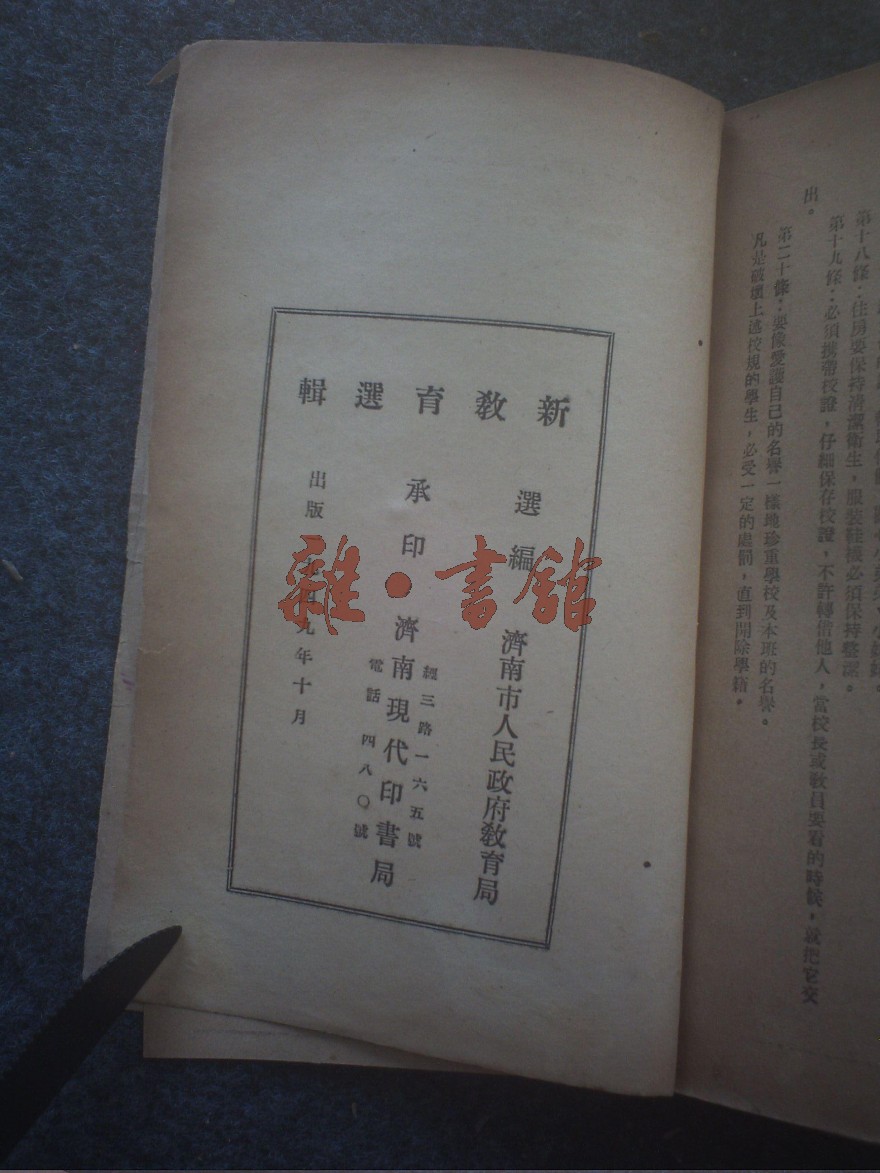 第十八條：住房要保持清潔衛生，服裝鞋襪必須保持整潔。
第十九條：必須携帶校證，仔細保存校證，不許轉借他人，當校長或教員要看的時候，就把它交
出。
第二十條：要像愛護自己的名譽一樣地珍重學校及本班的名譽。
凡是破壞上述校規的學生，必受一定的處罰，直到開除學籍。
新教育選輯
選編 濟南市人民政府教育局
經三路一六五號
承印 濟南現代印書局
電話 四八〇號
出版 九年十月
雜·書館